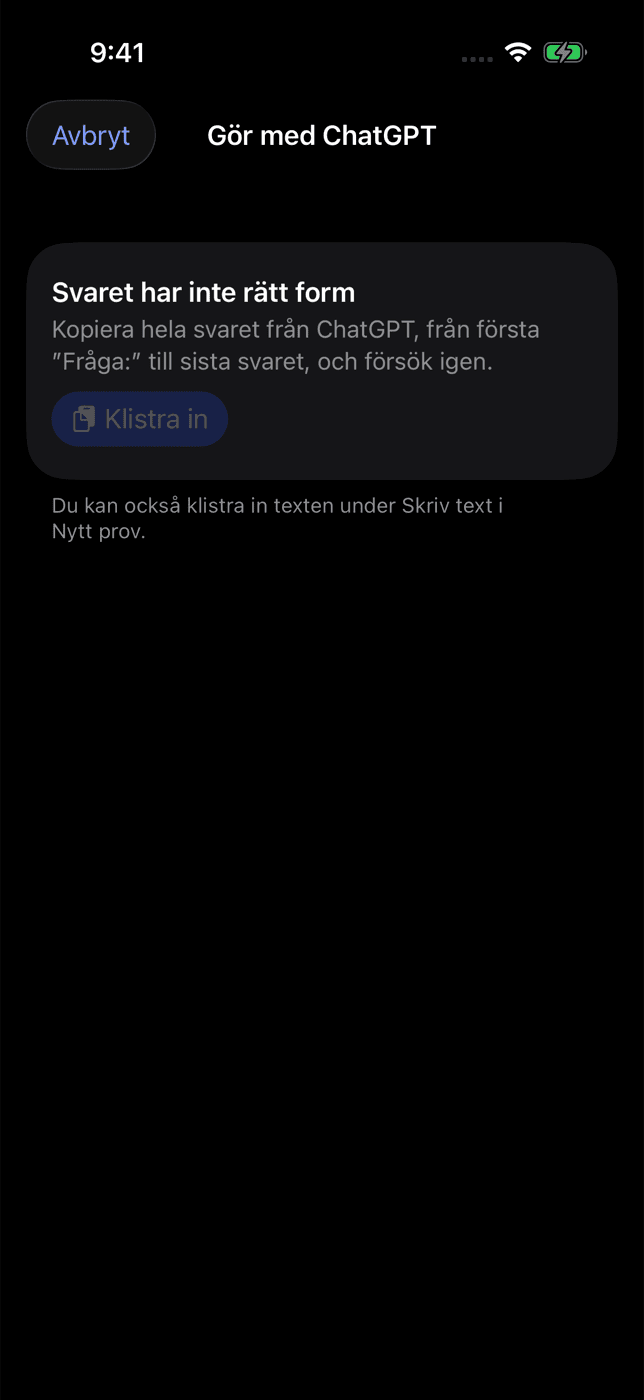 9:41
Avbryt
Gör med ChatGPT
Svaret har inte rätt form
Kopiera hela svaret från ChatGPT, från första
”Fråga:” till sista svaret, och försök igen.
Klistra in
Du kan också klistra in texten under Skriv text i
Nytt prov.